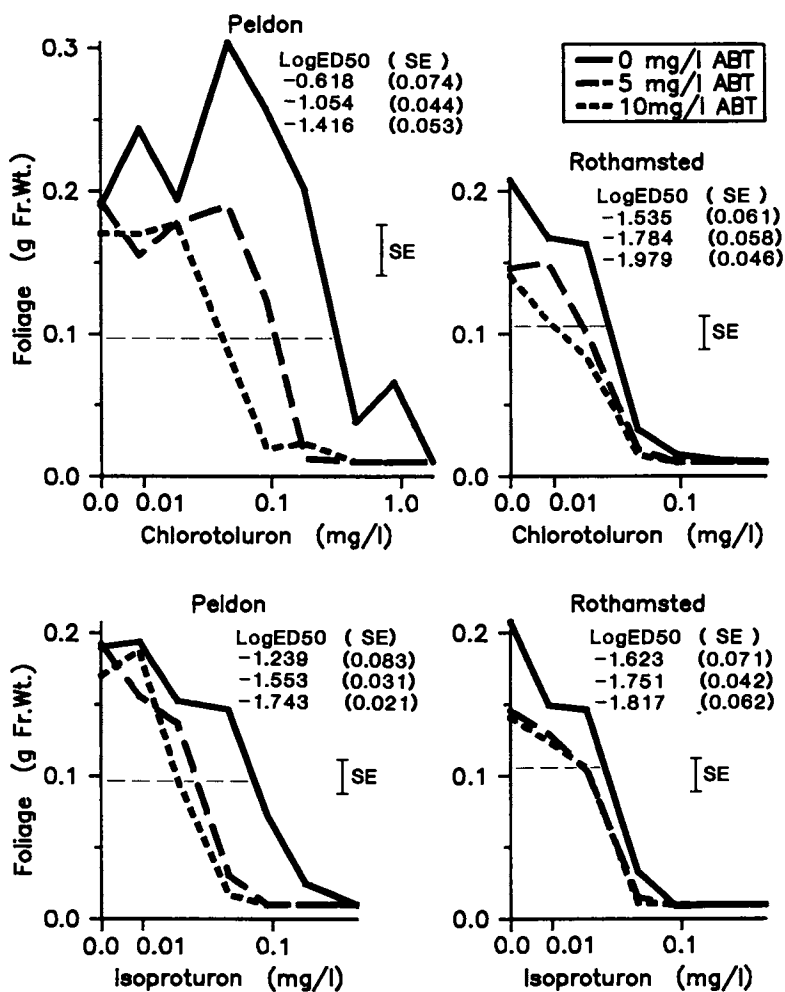 Peldon
LogED50 ( SE )
−0.618 (0.074)
−1.054 (0.044)
−1.416 (0.053)
0.3
0.2
0.1
0.0
Foliage (g Fr.Wt.)
SE
0.0 0.01 0.1 1.0
Chlorotoluron (mg/l)
0 mg/l ABT
5 mg/l ABT
10mg/l ABT
Rothamsted
LogED50 ( SE )
−1.535 (0.061)
−1.784 (0.058)
−1.979 (0.046)
0.2
0.1
0.0
SE
0.0 0.01 0.1
Chlorotoluron (mg/l)
Peldon
LogED50 ( SE)
−1.239 (0.083)
−1.553 (0.031)
−1.743 (0.021)
0.2
0.1
0.0
Foliage (g Fr.Wt.)
SE
0.0 0.01 0.1
Isoproturon (mg/l)
Rothamsted
LogED50 ( SE)
−1.623 (0.071)
−1.751 (0.042)
−1.817 (0.062)
0.2
0.1
0.0
SE
0.0 0.01 0.1
Isoproturon (mg/l)